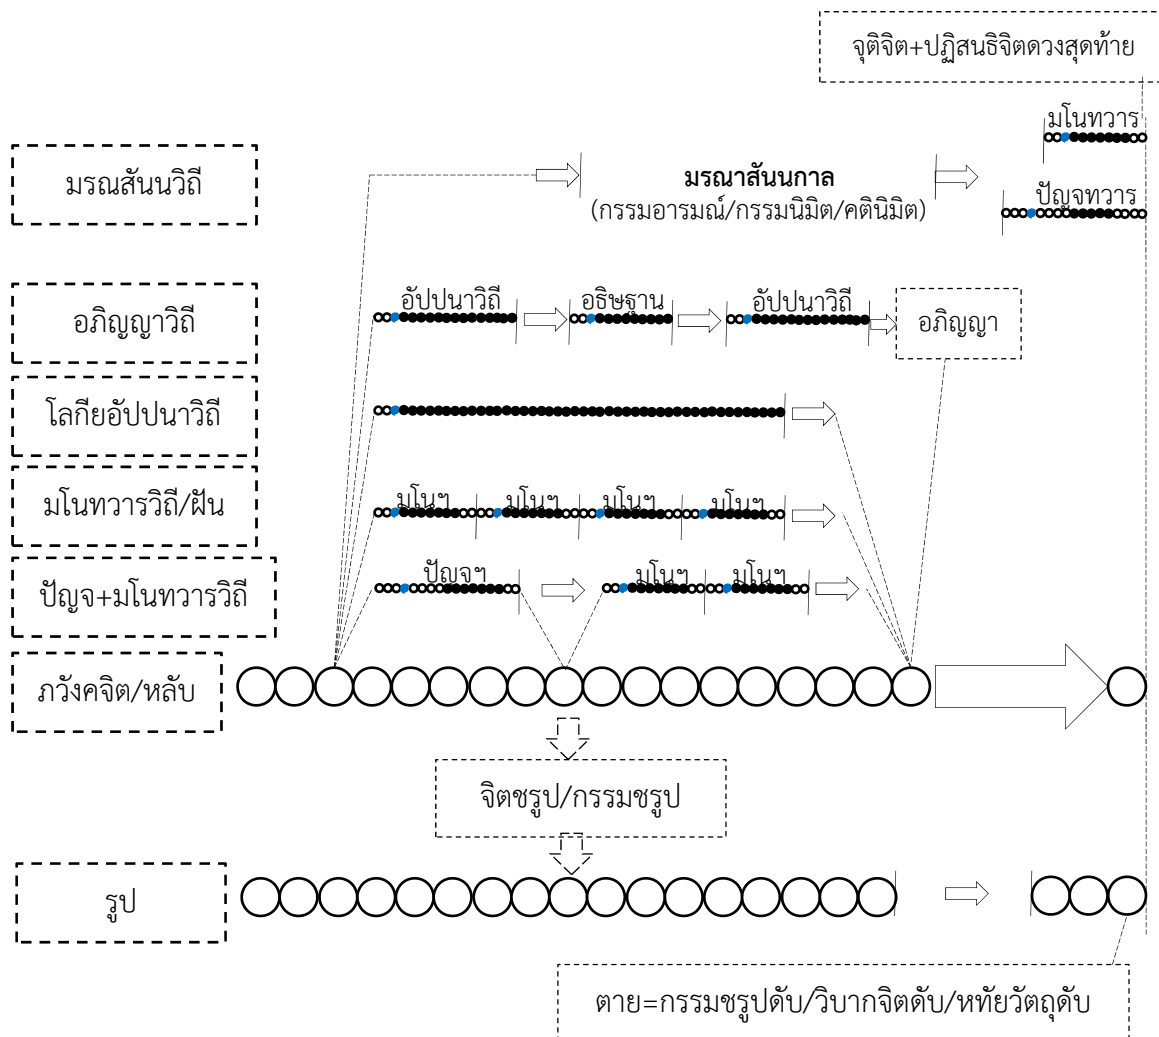 จุติจิต+ปฏิสนธิจิตดวงสุดท้าย
มโนทวาร
มรณสันนวิถี
มรณาสันนกาล
(กรรมอารมณ์/กรรมนิมิต/คตินิมิต)
ปัญจทวาร
อภิญญาวิถี
อัปปนาวิถี
อธิษฐาน
อัปปนาวิถี
อภิญญา
โลกียอัปปนาวิถี
มโนทวารวิถี/ฝัน
มโนฯ
มโนฯ
มโนฯ
มโนฯ
ปัญจ+มโนทวารวิถี
ปัญจฯ
มโนฯ
มโนฯ
ภวังคจิต/หลับ
จิตชรูป/กรรมชรูป
รูป
ตาย=กรรมชรูปดับ/วิบากจิตดับ/หทัยวัตถุดับ